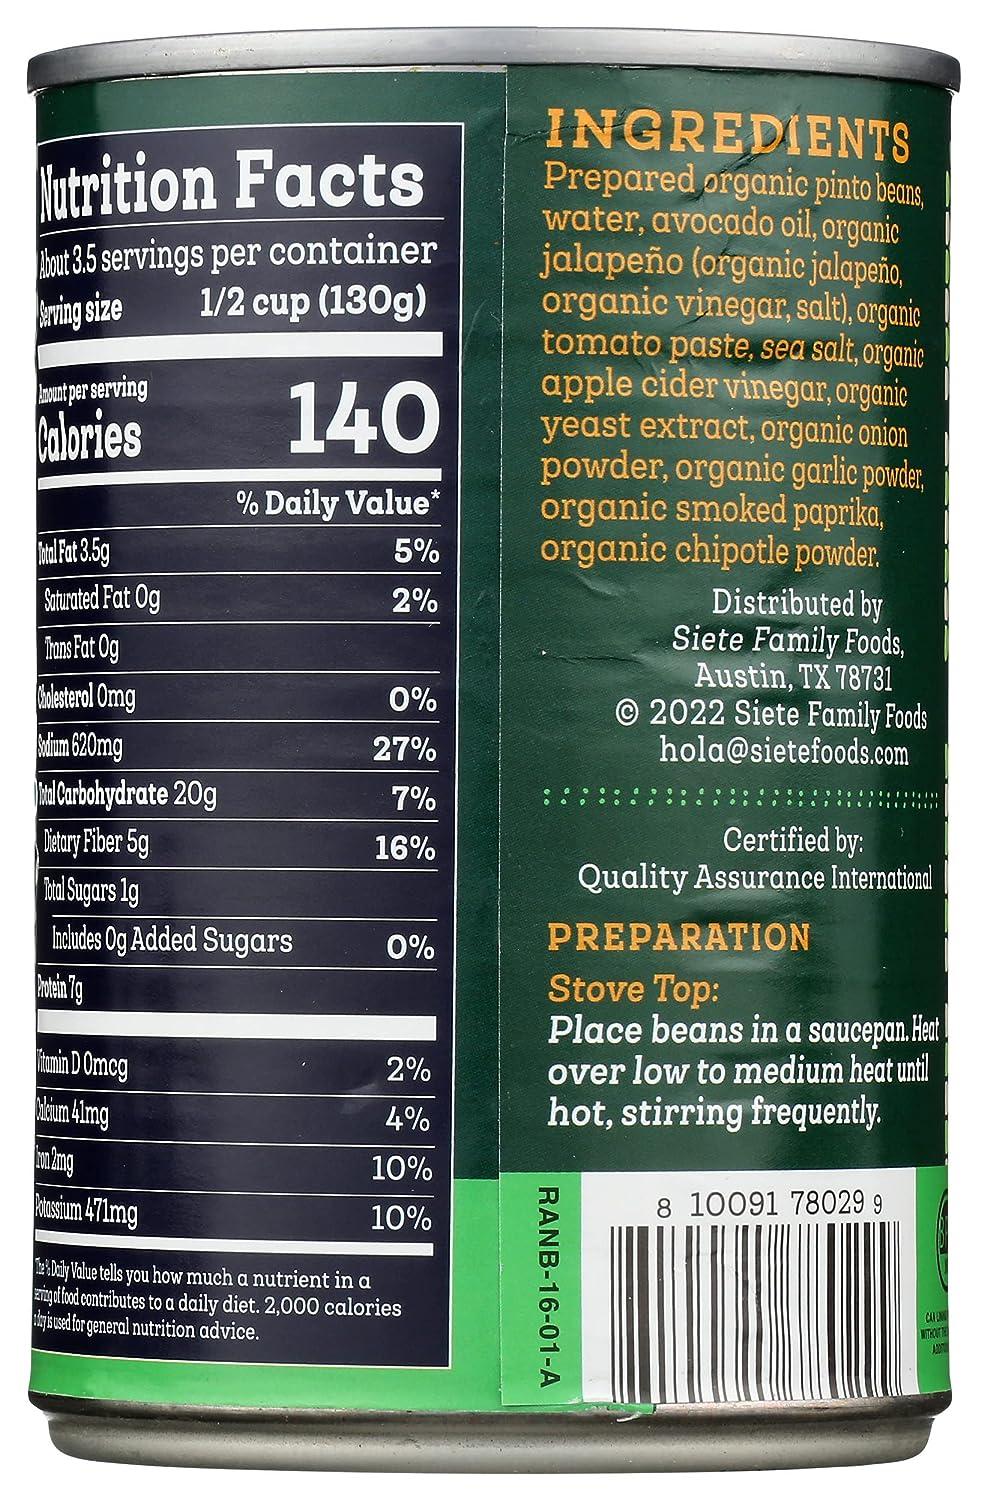 Nutrition Facts
About 3.5 servings per container
Serving size 1/2 cup (130g)
Amount per serving
Calories 140
% Daily Value*
Total Fat 3.5g 5%
Saturated Fat 0g 2%
Trans Fat 0g
Cholesterol 0mg 0%
Sodium 620mg 27%
Total Carbohydrate 20g 7%
Dietary Fiber 5g 16%
Total Sugars 1g
Includes 0g Added Sugars 0%
Protein 7g
Vitamin D 0mcg 2%
Calcium 41mg 4%
Iron 2mg 10%
Potassium 471mg 10%
*The % Daily Value tells you how much a nutrient in a
serving of food contributes to a daily diet. 2,000 calories
a day is used for general nutrition advice.
INGREDIENTS
Prepared organic pinto beans,
water, avocado oil, organic
jalapeño (organic jalapeño,
organic vinegar, salt), organic
tomato paste, sea salt, organic
apple cider vinegar, organic
yeast extract, organic onion
powder, organic garlic powder,
organic smoked paprika,
organic chipotle powder.
Distributed by
Siete Family Foods,
Austin, TX 78731
© 2022 Siete Family Foods
hola@sietefoods.com
Certified by:
Quality Assurance International
PREPARATION
Stove Top:
Place beans in a saucepan. Heat
over low to medium heat until
hot, stirring frequently.
RANB-16-01-A
8 10091 78029 9
CAN LINING
WITHOUT THE